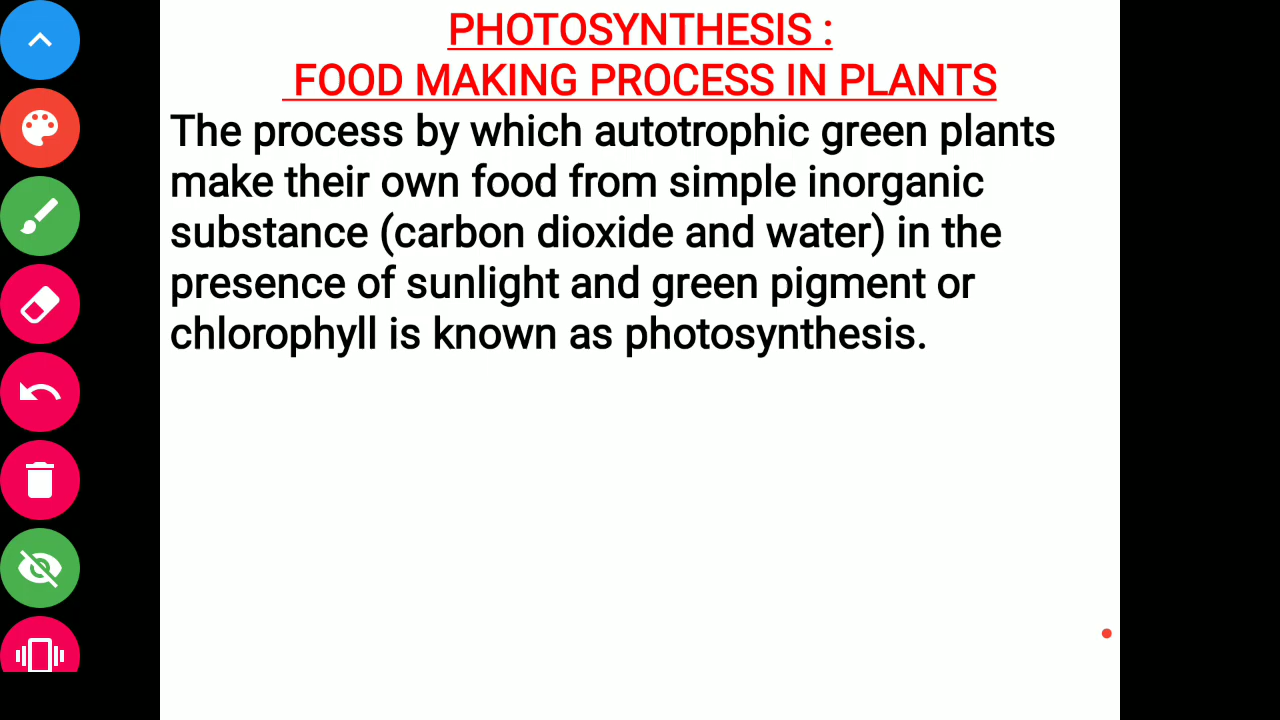 PHOTOSYNTHESIS :
FOOD MAKING PROCESS IN PLANTS
The process by which autotrophic green plants
make their own food from simple inorganic
substance (carbon dioxide and water) in the
presence of sunlight and green pigment or
chlorophyll is known as photosynthesis.